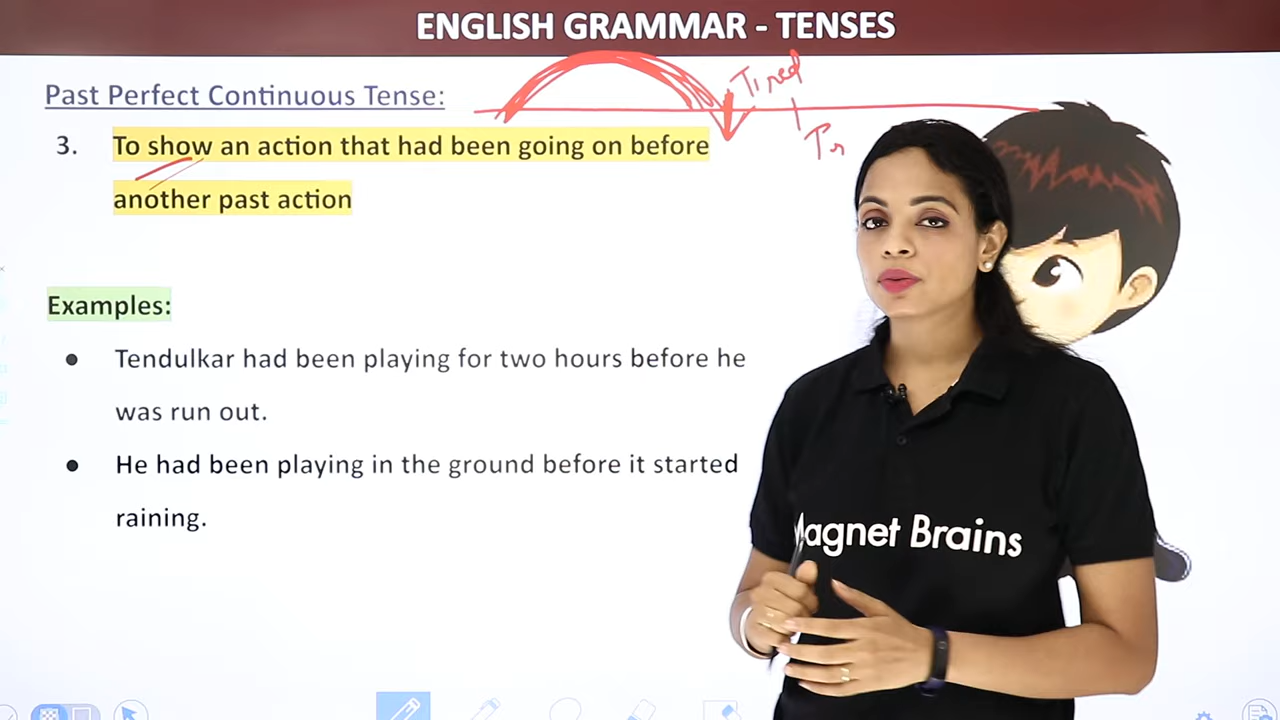 ENGLISH GRAMMAR - TENSES
Past Perfect Continuous Tense:
Tired
3. To show an action that had been going on before
another past action
Examples:
● Tendulkar had been playing for two hours before he
was run out.
● He had been playing in the ground before it started
raining.
Magnet Brains